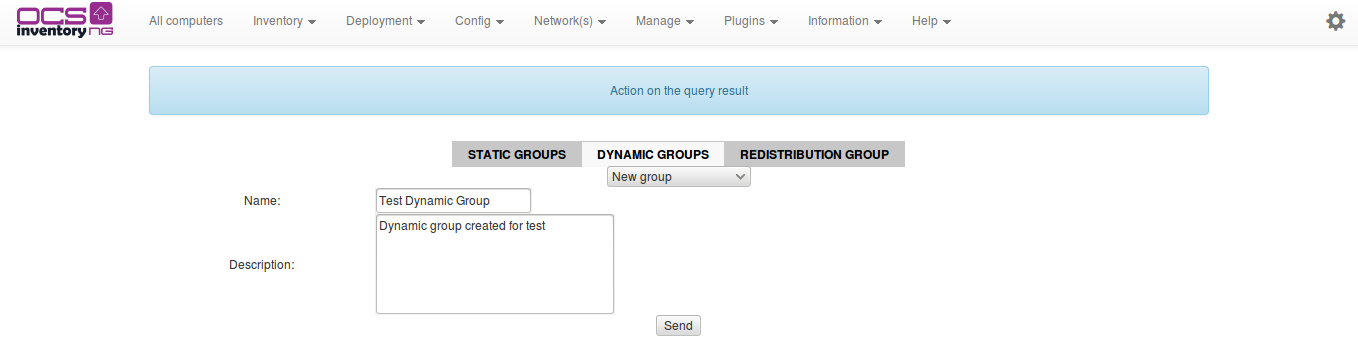 OCS inventory NG
All computers Inventory Deployment Config Network(s) Manage Plugins Information Help
Action on the query result
STATIC GROUPS DYNAMIC GROUPS REDISTRIBUTION GROUP
New group
Name: Test Dynamic Group
Dynamic group created for test
Description:
Send